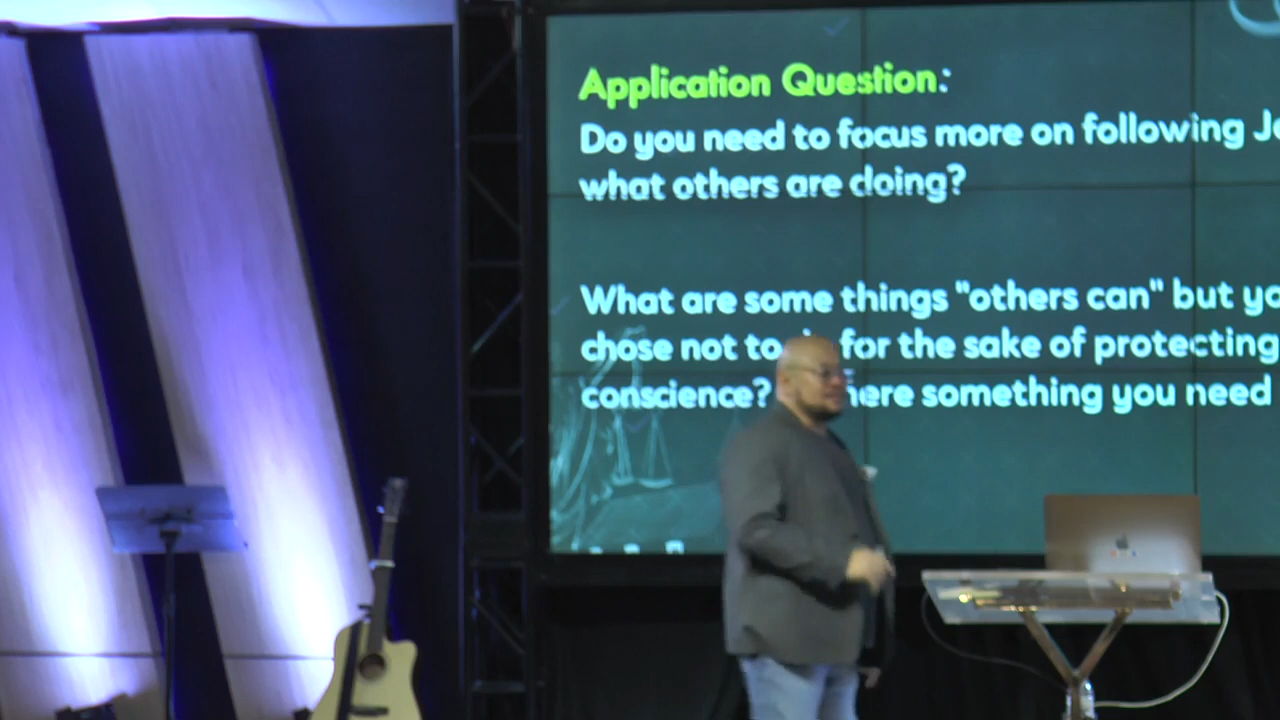 Application Question:
Do you need to focus more on following
what others are doing?
What are some things "others can" but
chose not to for the sake of protecting
conscience? something you need